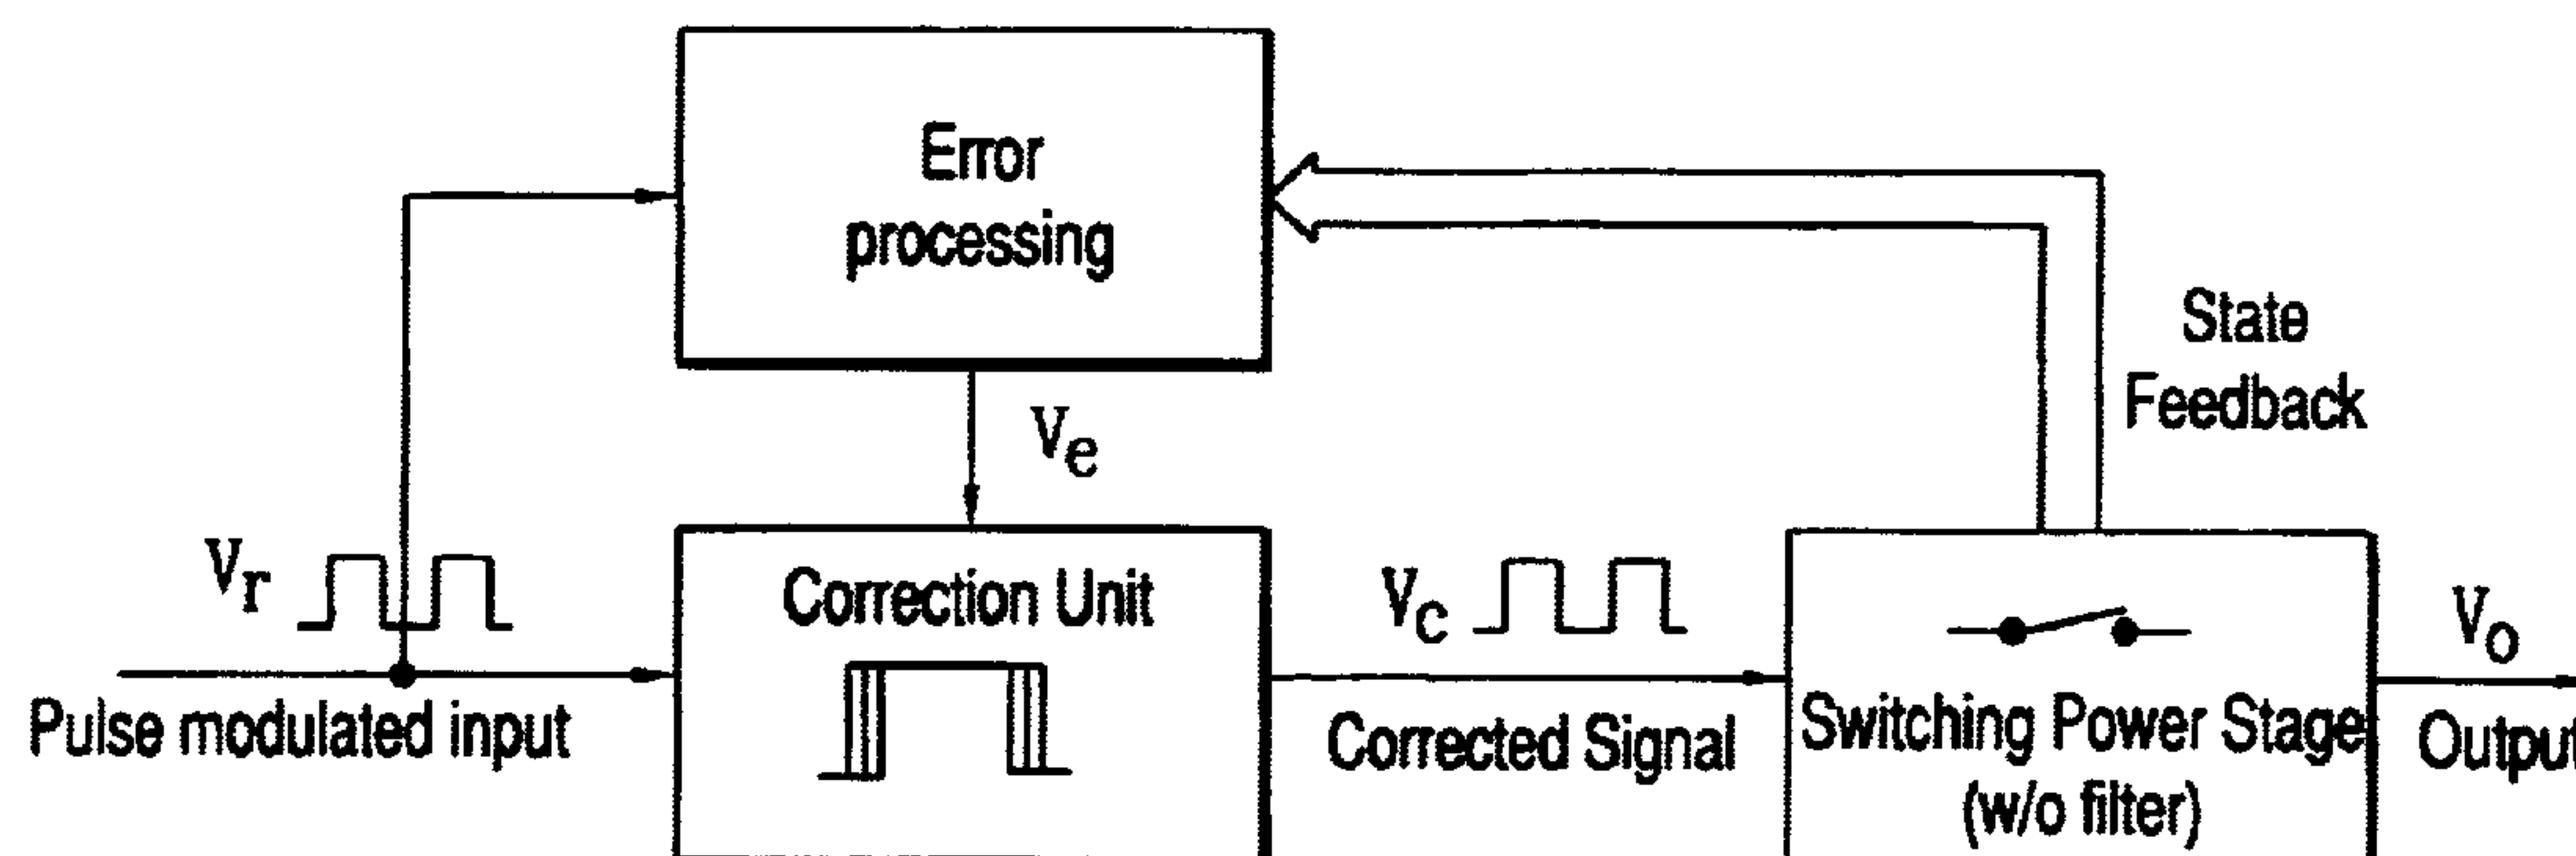 Error
processing
State
Feedback
Ve
Vr
Correction Unit
Vc
Vo
Pulse modulated input
Corrected Signal
Switching Power Stage
(w/o filter)
Output